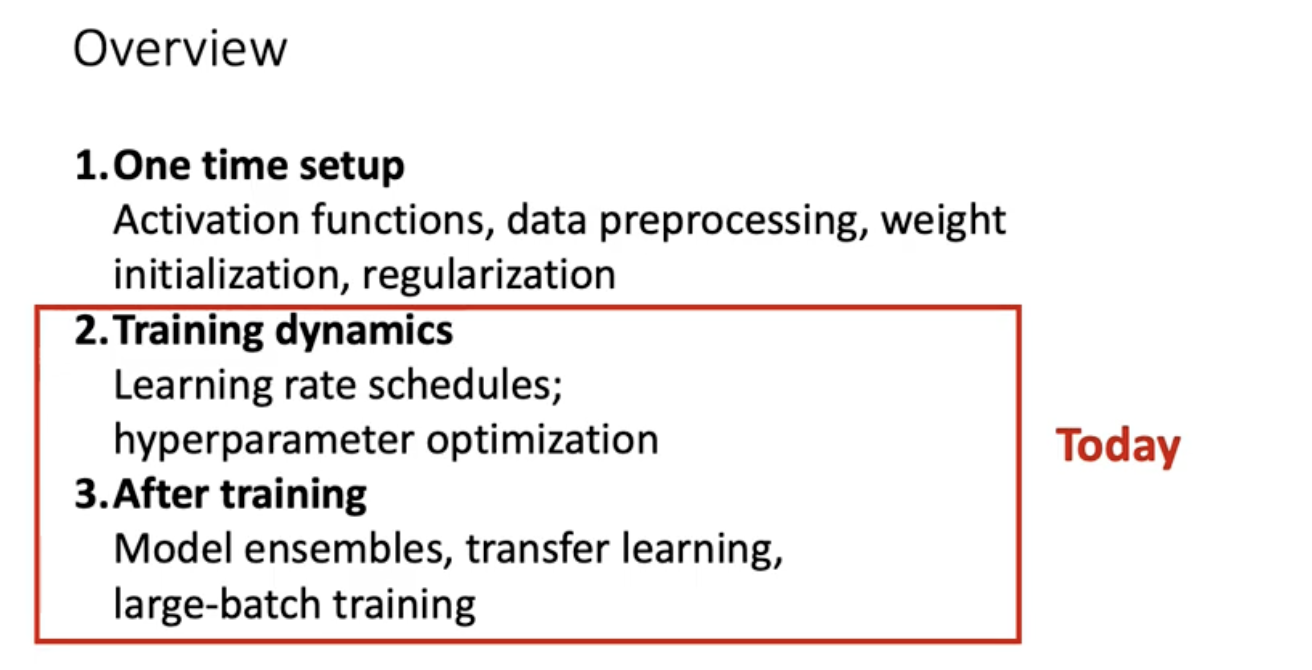 Overview
1.One time setup
Activation functions, data preprocessing, weight
initialization, regularization
2.Training dynamics
Learning rate schedules;
hyperparameter optimization
Today
3.After training
Model ensembles, transfer learning,
large-batch training